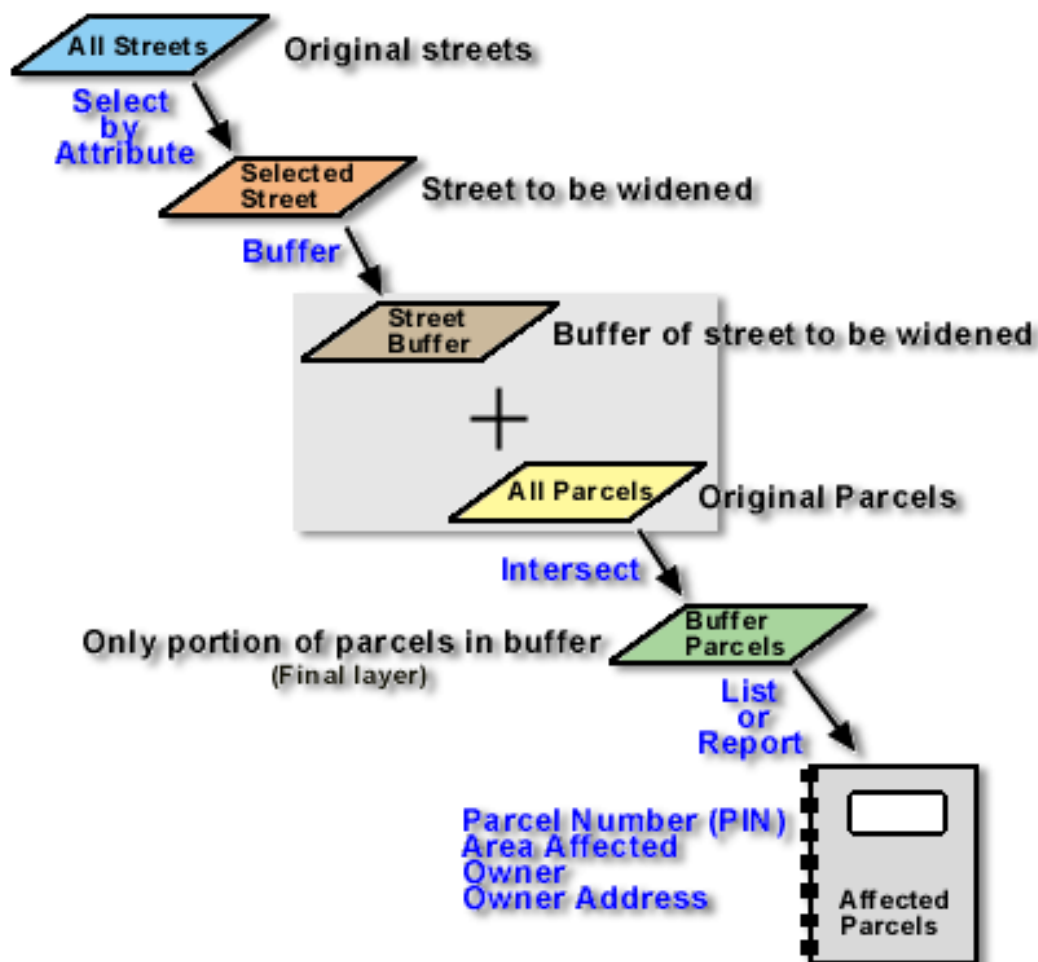 All Streets
Original streets
Select
by
Attribute
Selected
Street
Street to be widened
Buffer
Street
Buffer
Buffer of street to be widened
+
All Parcels
Original Parcels
Intersect
Buffer
Parcels
Only portion of parcels in buffer
(Final layer)
List
or
Report
Parcel Number (PIN)
Area Affected
Owner
Owner Address
Affected
Parcels